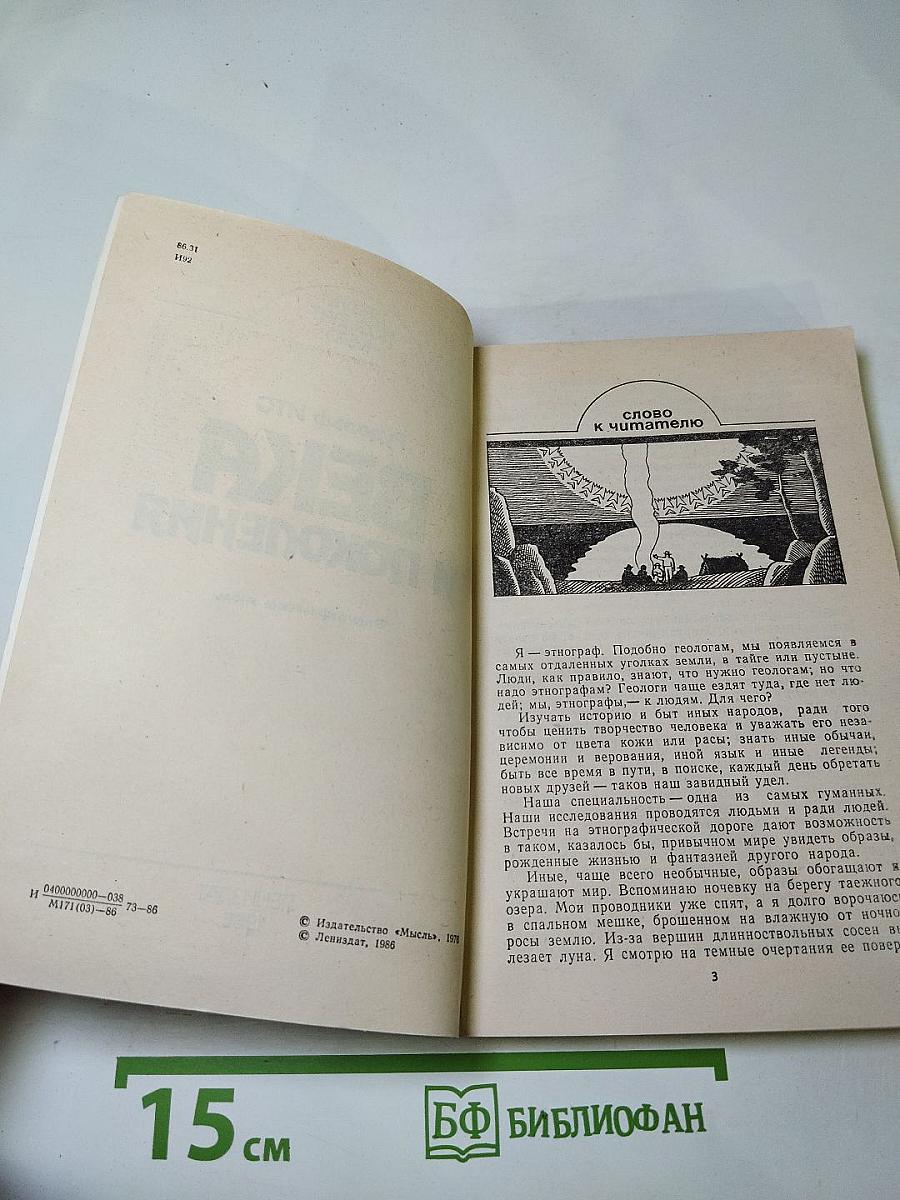 86.31
И92
И 0400000000—038 73—86
М171(03)—86
© Издательство «Мысль», 1976
© Лениздат, 1986
слово
к читателю
Я — этнограф. Подобно геологам, мы появляемся в
самых отдаленных уголках земли, в тайге или пустыне.
Люди, как правило, знают, что нужно геологам; но что
надо этнографам? Геологи чаще ездят туда, где нет лю-
дей; мы, этнографы,— к людям. Для чего?
Изучать историю и быт иных народов, ради того
чтобы ценить творчество человека и уважать его неза-
висимо от цвета кожи или расы; знать иные обычаи,
церемонии и верования, иной язык и иные легенды;
быть все время в пути, в поиске, каждый день обретать
новых друзей — таков наш завидный удел.
Наша специальность — одна из самых гуманных.
Наши исследования проводятся людьми и ради людей.
Встречи на этнографической дороге дают возможность
в таком, казалось бы, привычном мире увидеть образы,
рожденные жизнью и фантазией другого народа.
Иные, чаще всего необычные, образы обогащают и
украшают мир. Вспоминаю ночевку на берегу таежного
озера. Мои проводники уже спят, а я долго ворочаюсь
в спальном мешке, брошенном на влажную от ночно
росы землю. Из-за вершин длинноствольных сосен вы
лезает луна. Я смотрю на темные очертания ее повер
3
15 см
БФ БИБЛИОФАН